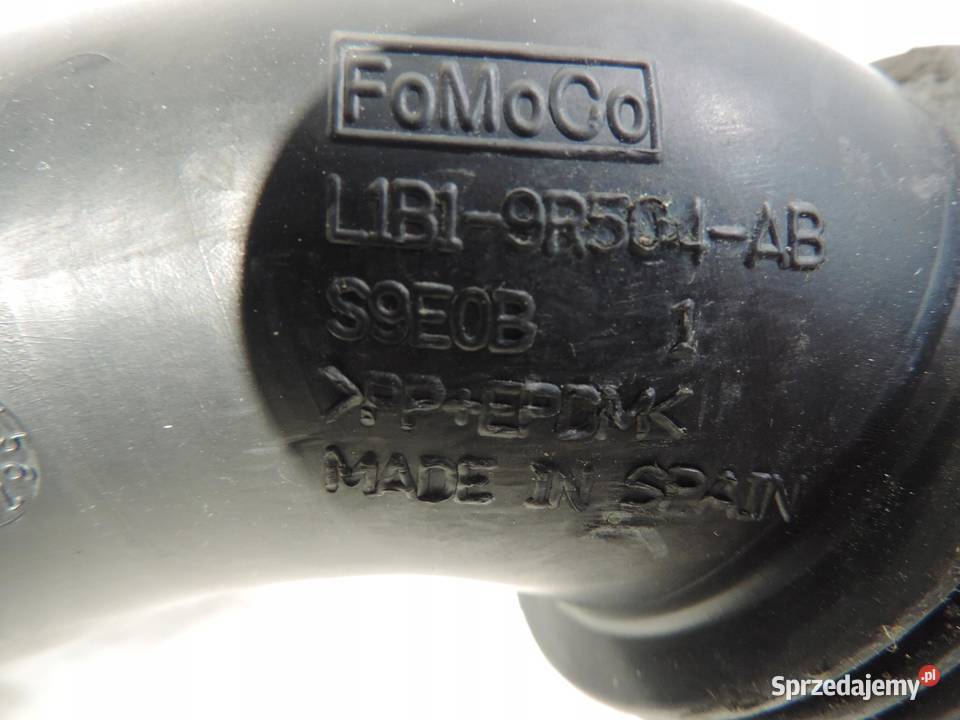 FoMoCo
L1B1-9R504-AB
S9E0B 1
>PP+EPDM<
MADE IN SPAIN
Sprzedajemy.pl